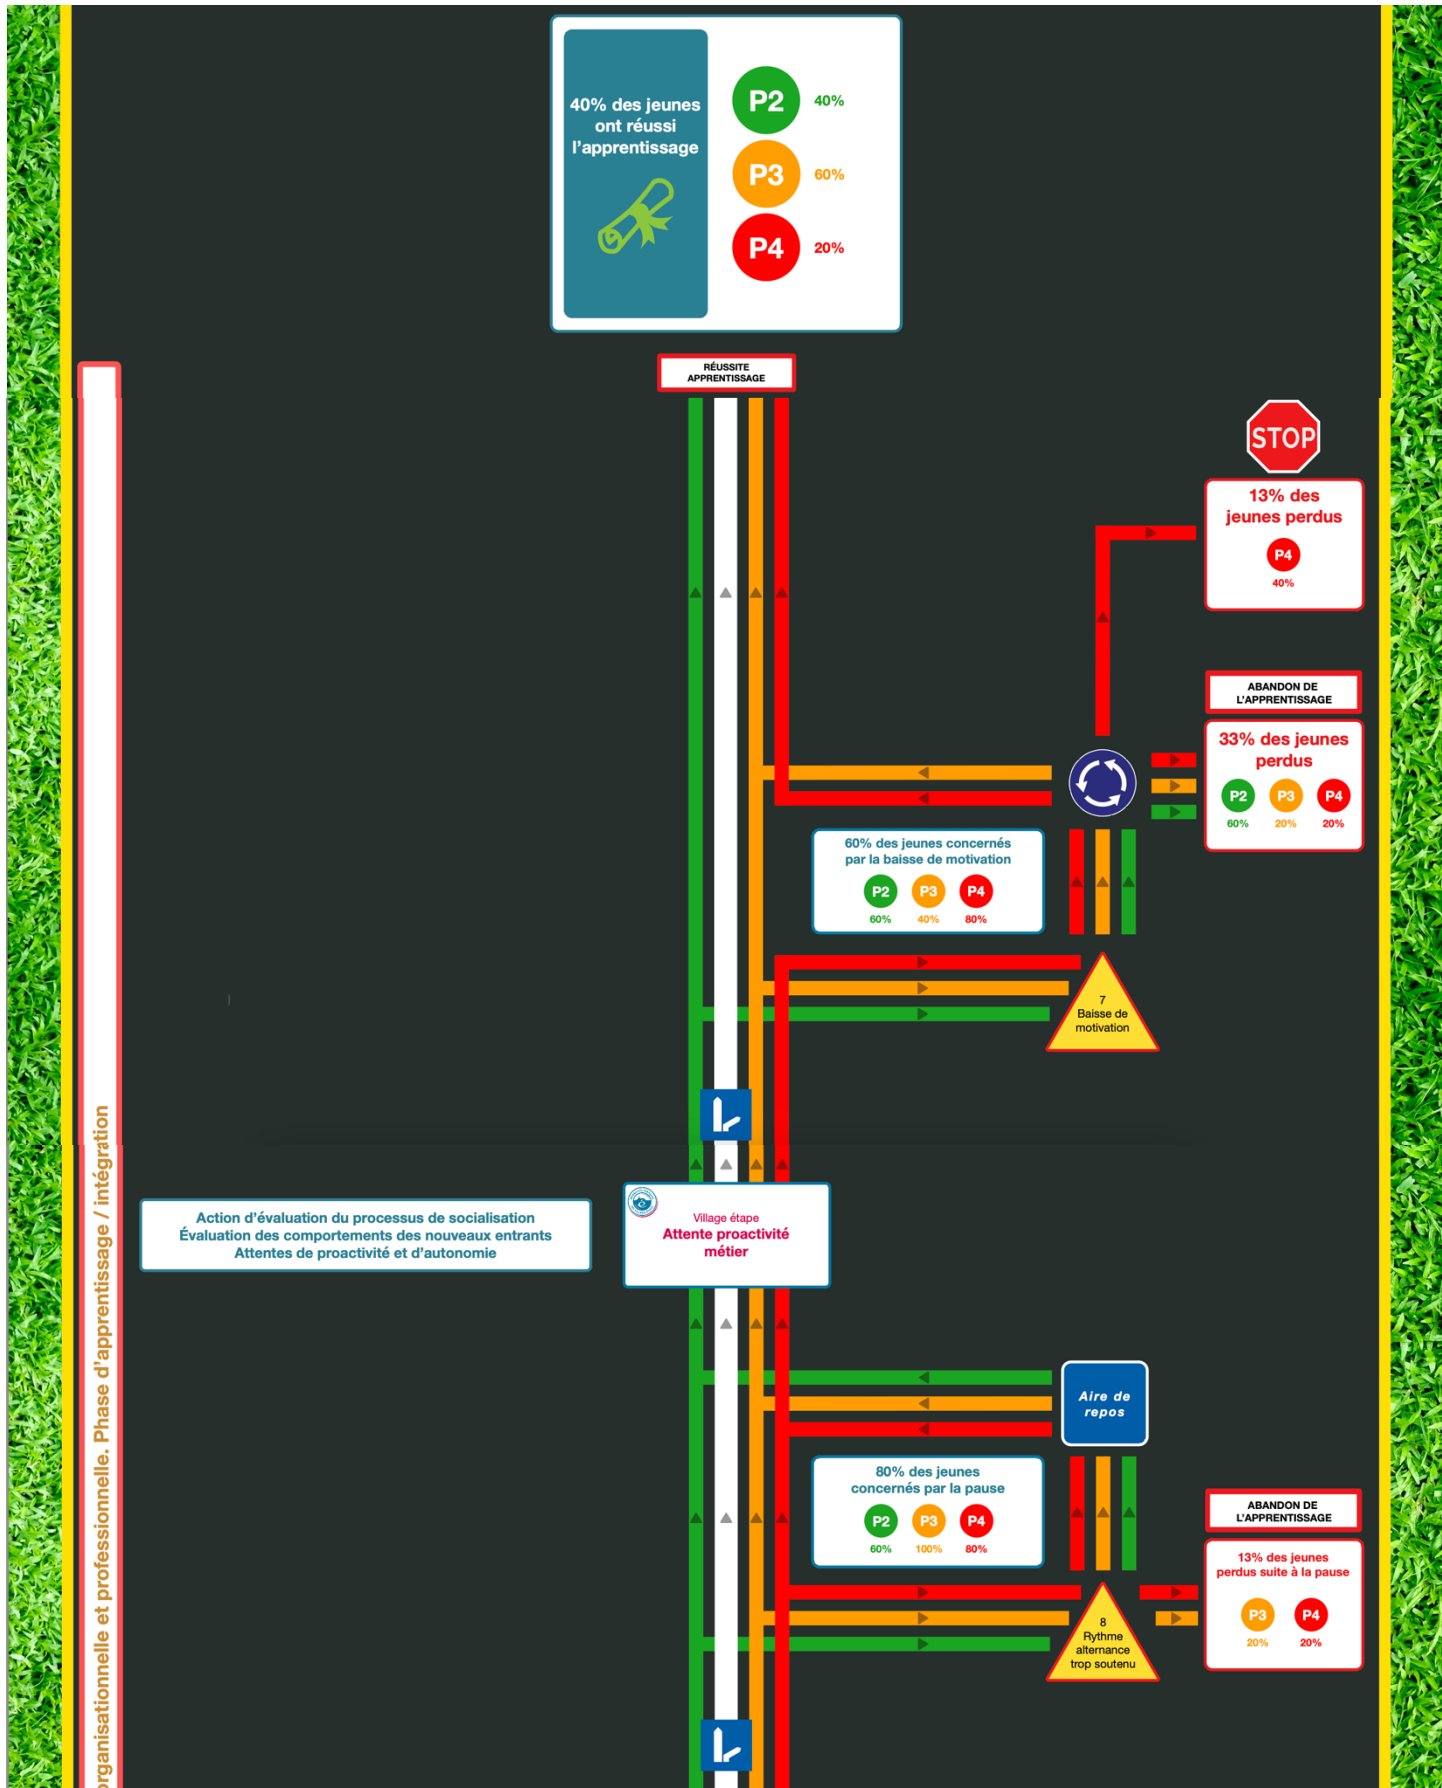 40% des jeunes
ont réussi
l'apprentissage
P2 40%
P3 60%
P4 20%
RÉUSSITE
APPRENTISSAGE
STOP
13% des
jeunes perdus
P4
40%
ABANDON DE
L'APPRENTISSAGE
33% des jeunes
perdus
P2 P3 P4
60% 20% 20%
60% des jeunes concernés
par la baisse de motivation
P2 P3 P4
60% 40% 80%
7
Baisse de
motivation
organisationnelle et professionnelle. Phase d'apprentissage / intégration
Action d'évaluation du processus de socialisation
Évaluation des comportements des nouveaux entrants
Attentes de proactivité et d'autonomie
Village étape
Attente proactivité
métier
Aire de
repos
80% des jeunes
concernés par la pause
P2 P3 P4
60% 100% 80%
ABANDON DE
L'APPRENTISSAGE
13% des jeunes
perdus suite à la pause
P3 P4
20% 20%
8
Rythme
alternance
trop soutenu